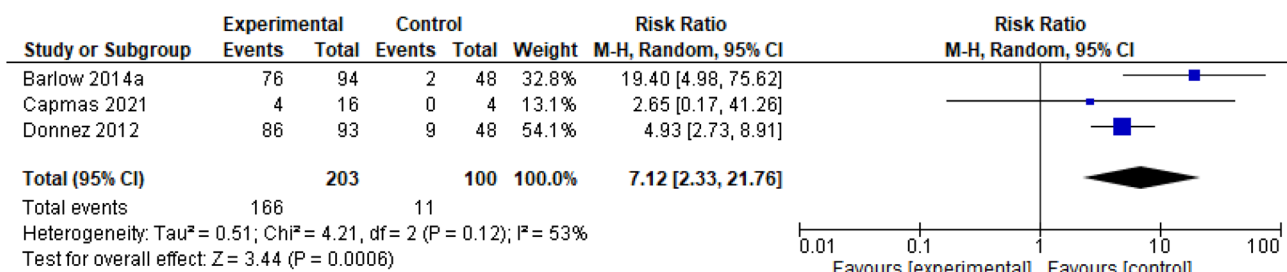 Experimental Control Risk Ratio Risk Ratio
Study or Subgroup Events Total Events Total Weight M-H, Random, 95% CI M-H, Random, 95% CI
Barlow 2014a 76 94 2 48 32.8% 19.40 [4.98, 75.62]
Capmas 2021 4 16 0 4 13.1% 2.65 [0.17, 41.26]
Donnez 2012 86 93 9 48 54.1% 4.93 [2.73, 8.91]
Total (95% CI) 203 100 100.0% 7.12 [2.33, 21.76]
Total events 166 11
Heterogeneity: Tau² = 0.51; Chi² = 4.21, df = 2 (P = 0.12); I² = 53%
Test for overall effect: Z = 3.44 (P = 0.0006)
0.01 0.1 1 10 100
Favours [experimental] Favours [control]